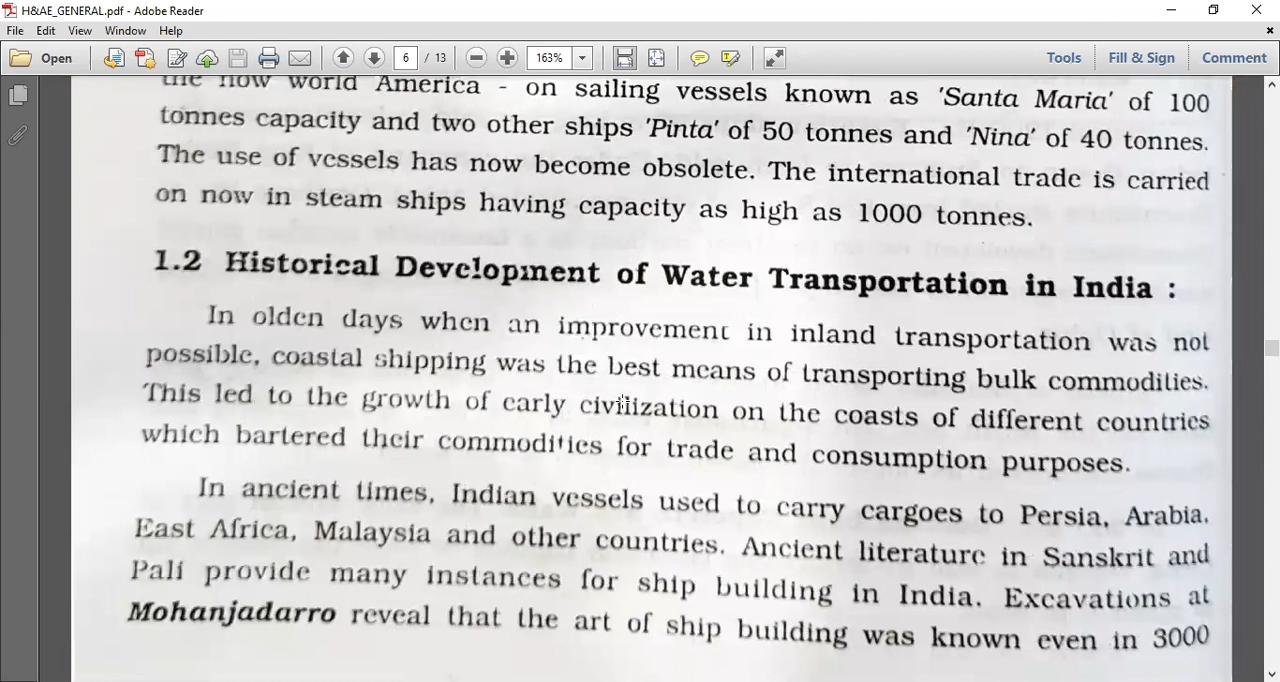 H&AE_GENERAL.pdf - Adobe Reader
File Edit View Window Help
Open 6 / 13 163% Tools Fill & Sign Comment
the now world America - on sailing vessels known as 'Santa Maria' of 100
tonnes capacity and two other ships 'Pinta' of 50 tonnes and 'Nina' of 40 tonnes.
The use of vessels has now become obsolete. The international trade is carried
on now in steam ships having capacity as high as 1000 tonnes.
1.2 Historical Development of Water Transportation in India :
In olden days when an improvement in inland transportation was not
possible, coastal shipping was the best means of transporting bulk commodities.
This led to the growth of early civilization on the coasts of different countries
which bartered their commodities for trade and consumption purposes.
In ancient times, Indian vessels used to carry cargoes to Persia, Arabia,
East Africa, Malaysia and other countries. Ancient literature in Sanskrit and
Pali provide many instances for ship building in India. Excavations at
Mohanjadarro reveal that the art of ship building was known even in 3000